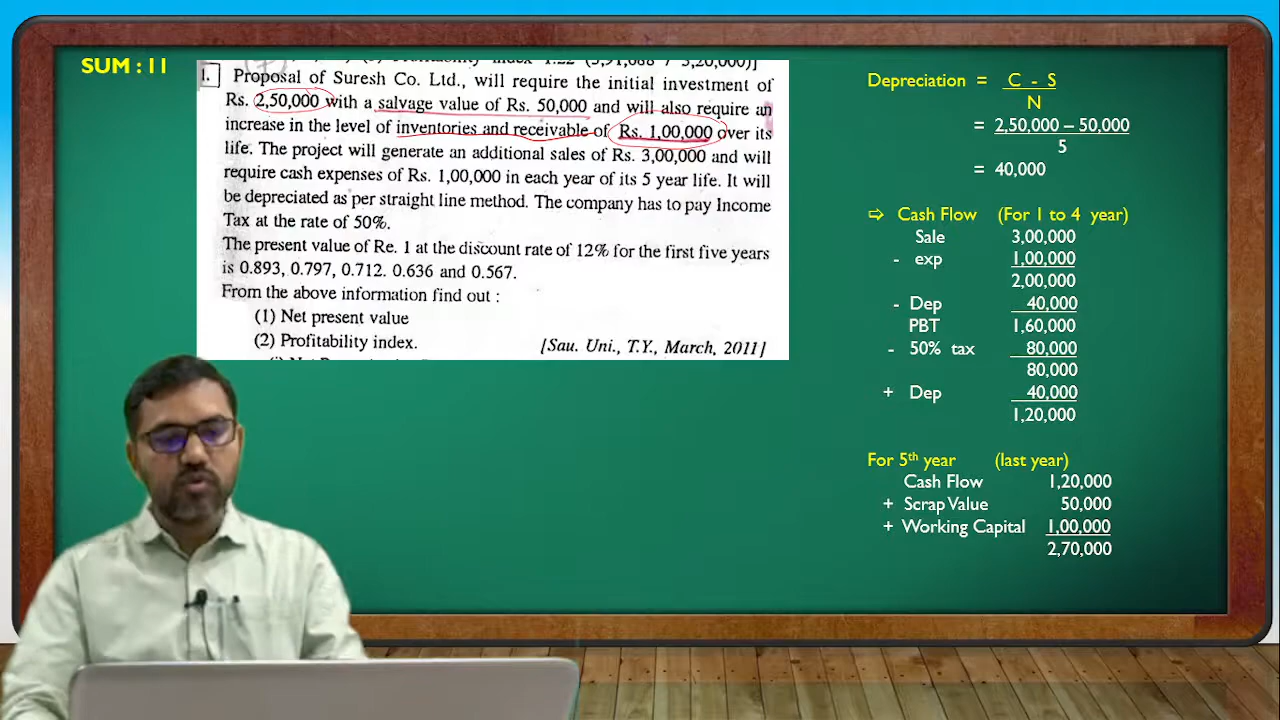 SUM : 11
1. Proposal of Suresh Co. Ltd., will require the initial investment of
Rs. 2,50,000 with a salvage value of Rs. 50,000 and will also require an
increase in the level of inventories and receivable of Rs. 1,00,000 over its
life. The project will generate an additional sales of Rs. 3,00,000 and will
require cash expenses of Rs. 1,00,000 in each year of its 5 year life. It will
be depreciated as per straight line method. The company has to pay Income
Tax at the rate of 50%.
The present value of Re. 1 at the discount rate of 12% for the first five years
is 0.893, 0.797, 0.712. 0.636 and 0.567.
From the above information find out :
(1) Net present value
(2) Profitability index.
[Sau. Uni., T.Y., March, 2011]
Depreciation = C - S
N
= 2,50,000 – 50,000
5
= 40,000
⇨ Cash Flow (For 1 to 4 year)
Sale 3,00,000
- exp 1,00,000
2,00,000
- Dep 40,000
PBT 1,60,000
- 50% tax 80,000
80,000
+ Dep 40,000
1,20,000
For 5th year (last year)
Cash Flow 1,20,000
+ Scrap Value 50,000
+ Working Capital 1,00,000
2,70,000